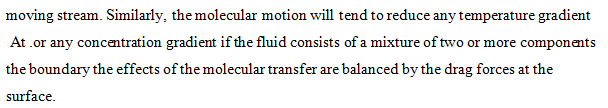 moving stream. Similarly, the molecular motion will tend to reduce any temperature gradient
At .or any concentration gradient if the fluid consists of a mixture of two or more components
the boundary the effects of the molecular transfer are balanced by the drag forces at the
surface.